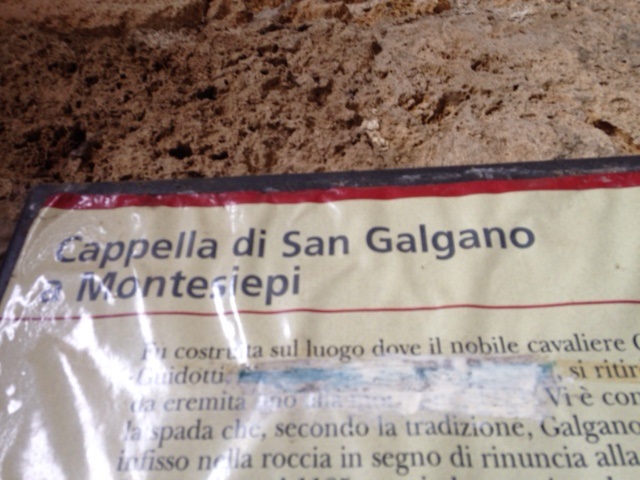 Cappella di San Galgano
a Montesiepi
Fu costruita sul luogo dove il nobile cavaliere
Guidotti, si ritir
da eremita Vi è con
la spada che, secondo la tradizione, Galgano
infisso nella roccia in segno di rinuncia alla